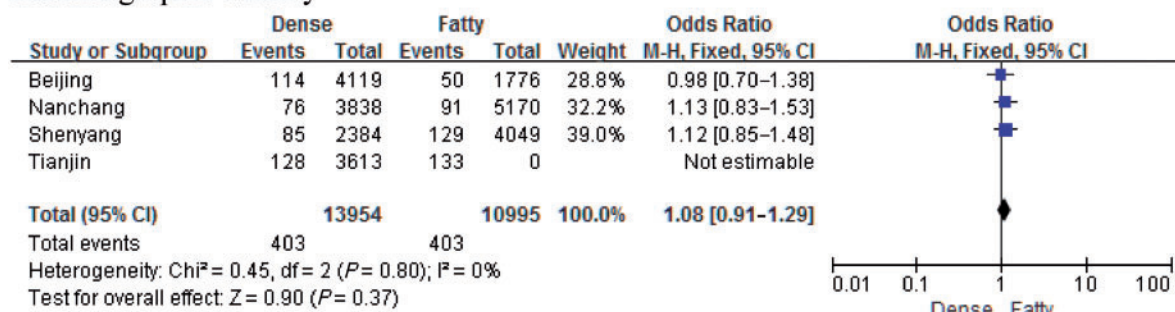 Dense Fatty Odds Ratio Odds Ratio
Study or Subgroup Events Total Events Total Weight M-H, Fixed, 95% CI M-H, Fixed, 95% CI
Beijing 114 4119 50 1776 28.8% 0.98 [0.70–1.38]
Nanchang 76 3838 91 5170 32.2% 1.13 [0.83–1.53]
Shenyang 85 2384 129 4049 39.0% 1.12 [0.85–1.48]
Tianjin 128 3613 133 0 Not estimable
Total (95% CI) 13954 10995 100.0% 1.08 [0.91–1.29]
Total events 403 403
Heterogeneity: Chi² = 0.45, df = 2 (P = 0.80); I² = 0%
Test for overall effect: Z = 0.90 (P = 0.37)
0.01 0.1 1 10 100
Dense Fatty